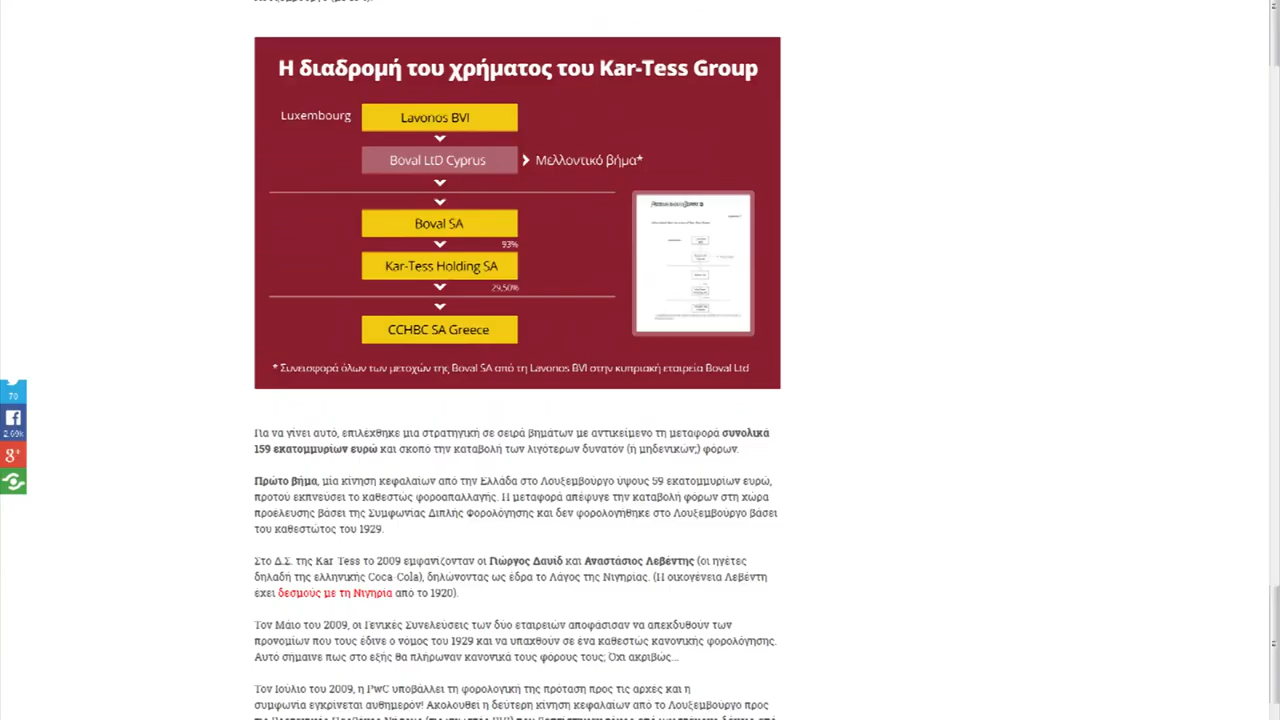 Η διαδρομή του χρήματος του Kar-Tess Group
Luxembourg
Lavonos BVI
Boval LtD Cyprus
Μελλοντικό βήμα*
Boval SA
93%
Kar-Tess Holding SA
29,50%
CCHBC SA Greece
* Συνεισφορά όλων των μετοχών της Boval SA από τη Lavonos BVI στην κυπριακή εταιρεία Boval Ltd
70
2.69k
Για να γίνει αυτό, επιλέχθηκε μια στρατηγική σε σειρά βημάτων με αντικείμενο τη μεταφορά συνολικά
159 εκατομμυρίων ευρώ και σκοπό την καταβολή των λιγότερων δυνατόν (ή μηδενικών;) φόρων.
Πρώτο βήμα, μία κίνηση κεφαλαίων από την Ελλάδα στο Λουξεμβούργο ύψους 59 εκατομμυρίων ευρώ,
προτού εκπνεύσει το καθεστώς φοροαπαλλαγής. Η μεταφορά απέφυγε την καταβολή φόρων στη χώρα
προέλευσης βάσει της Συμφωνίας Διπλής Φορολόγησης και δεν φορολογήθηκε στο Λουξεμβούργο βάσει
του καθεστώτος του 1929.
Στο Δ.Σ. της Kar-Tess το 2009 εμφανίζονταν οι Γιώργος Δαυίδ και Αναστάσιος Λεβέντης (οι ηγέτες
δηλαδή της ελληνικής Coca-Cola), δηλώνοντας ως έδρα το Λάγος της Νιγηρίας. (Η οικογένεια Λεβέντη
έχει δεσμούς με τη Νιγηρία από το 1920).
Τον Μάιο του 2009, οι Γενικές Συνελεύσεις των δύο εταιρειών αποφάσισαν να απεκδυθούν των
προνομίων που τους έδινε ο νόμος του 1929 και να υπαχθούν σε ένα καθεστώς κανονικής φορολόγησης.
Αυτό σήμαινε πως στο εξής θα πλήρωναν κανονικά τους φόρους τους; Όχι ακριβώς...
Τον Ιούλιο του 2009, η PwC υποβάλλει τη φορολογική της πρόταση προς τις αρχές και η
συμφωνία εγκρίνεται αυθημερόν! Ακολουθεί η δεύτερη κίνηση κεφαλαίων από το Λουξεμβούργο προς